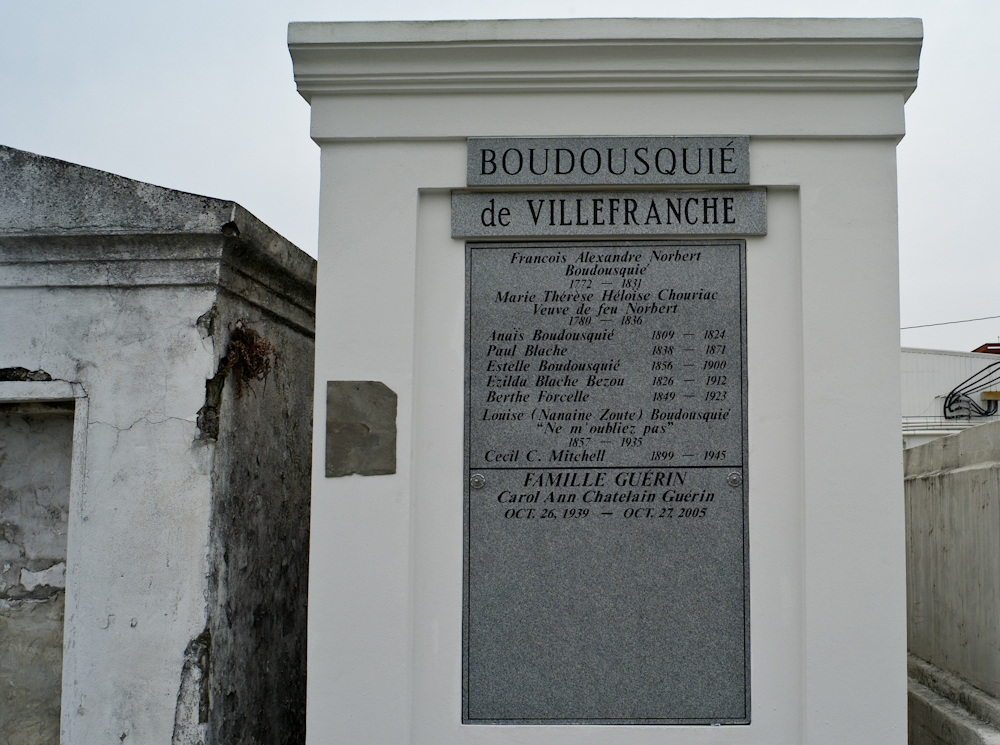 BOUDOUSQUIÉ
de VILLEFRANCHE
Francois Alexandre Norbert
Boudousquié
1772 — 1831
Marie Thérèse Héloïse Chouriac
Veuve de feu Norbert
1780 — 1836
Anais Boudousquié 1809 — 1824
Paul Blache 1838 — 1871
Estelle Boudousquié 1856 — 1900
Ezilda Blache Bezou 1826 — 1912
Berthe Forcelle 1849 — 1923
Louise (Nanaine Zoute) Boudousquié
"Ne m'oubliez pas"
1857 — 1935
Cecil C. Mitchell 1899 — 1945
FAMILLE GUÉRIN
Carol Ann Chatelain Guérin
OCT. 26, 1939 — OCT. 27, 2005